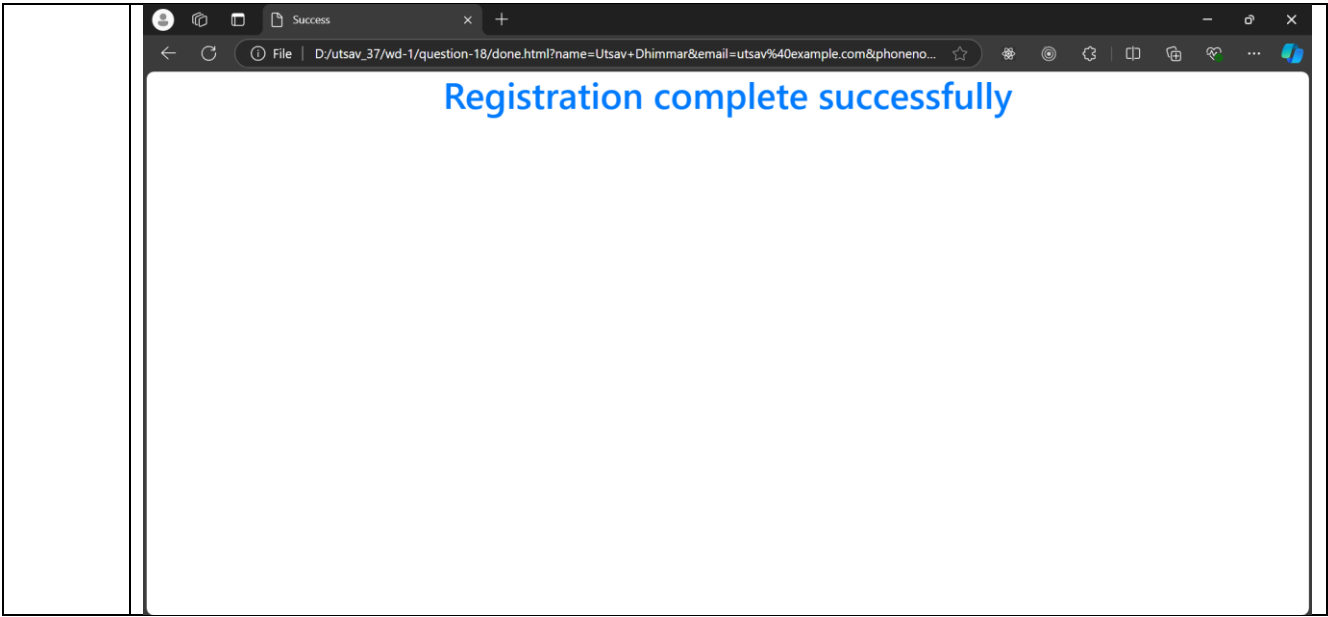 Success
File | D:/utsav_37/wd-1/question-18/done.html?name=Utsav+Dhimmar&email=utsav%40example.com&phoneno...
Registration complete successfully